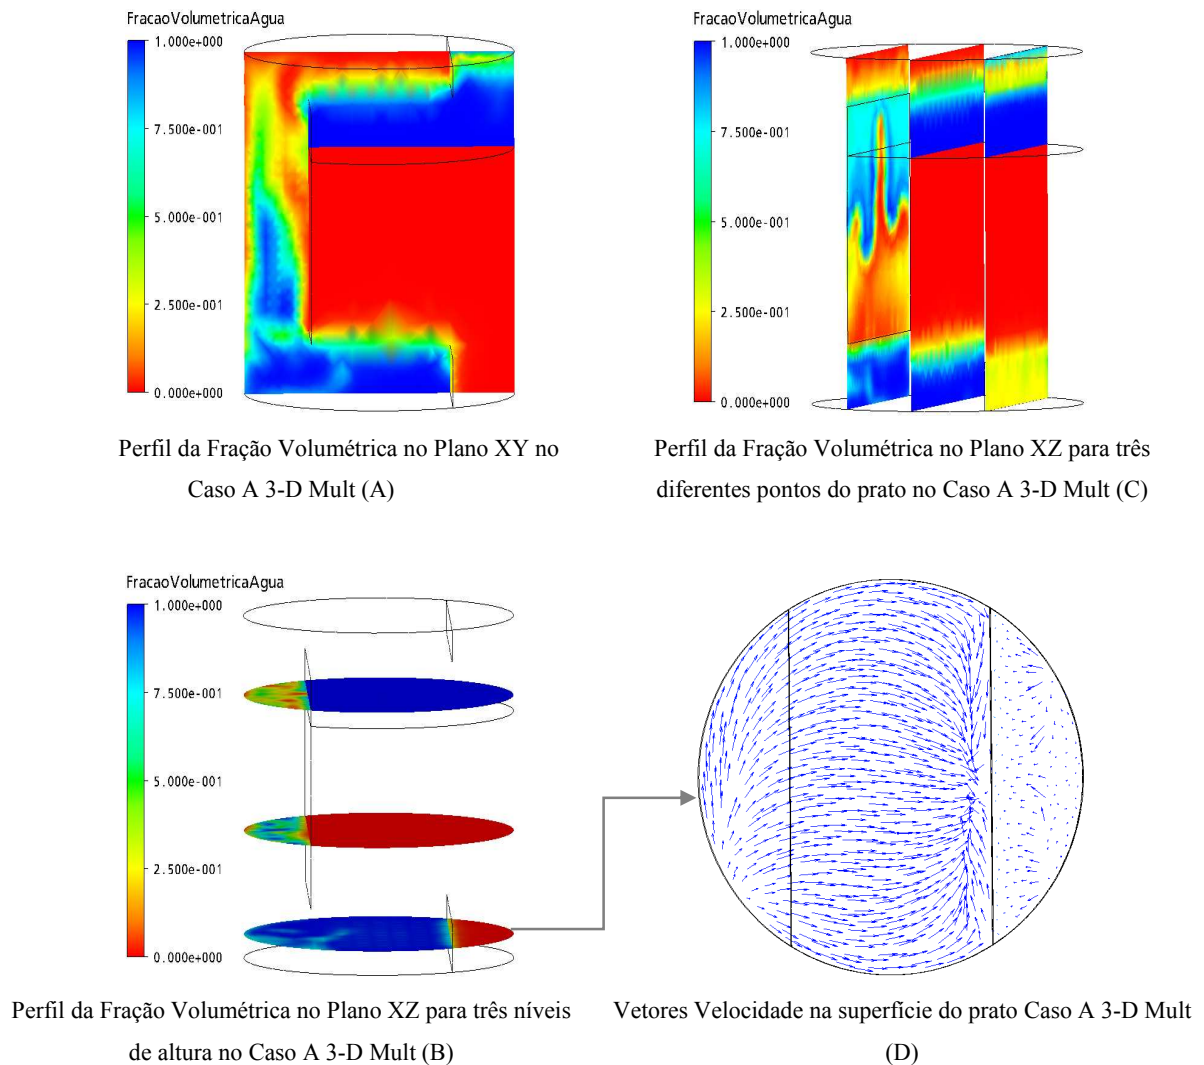 FracaoVolumetricaAgua
1.000e+000
7.500e-001
5.000e-001
2.500e-001
0.000e+000
Perfil da Fração Volumétrica no Plano XY no
Caso A 3-D Mult (A)
FracaoVolumetricaAgua
1.000e+000
7.500e-001
5.000e-001
2.500e-001
0.000e+000
Perfil da Fração Volumétrica no Plano XZ para três
diferentes pontos do prato no Caso A 3-D Mult (C)
FracaoVolumetricaAgua
1.000e+000
7.500e-001
5.000e-001
2.500e-001
0.000e+000
Perfil da Fração Volumétrica no Plano XZ para três níveis
de altura no Caso A 3-D Mult (B)
Vetores Velocidade na superfície do prato Caso A 3-D Mult
(D)